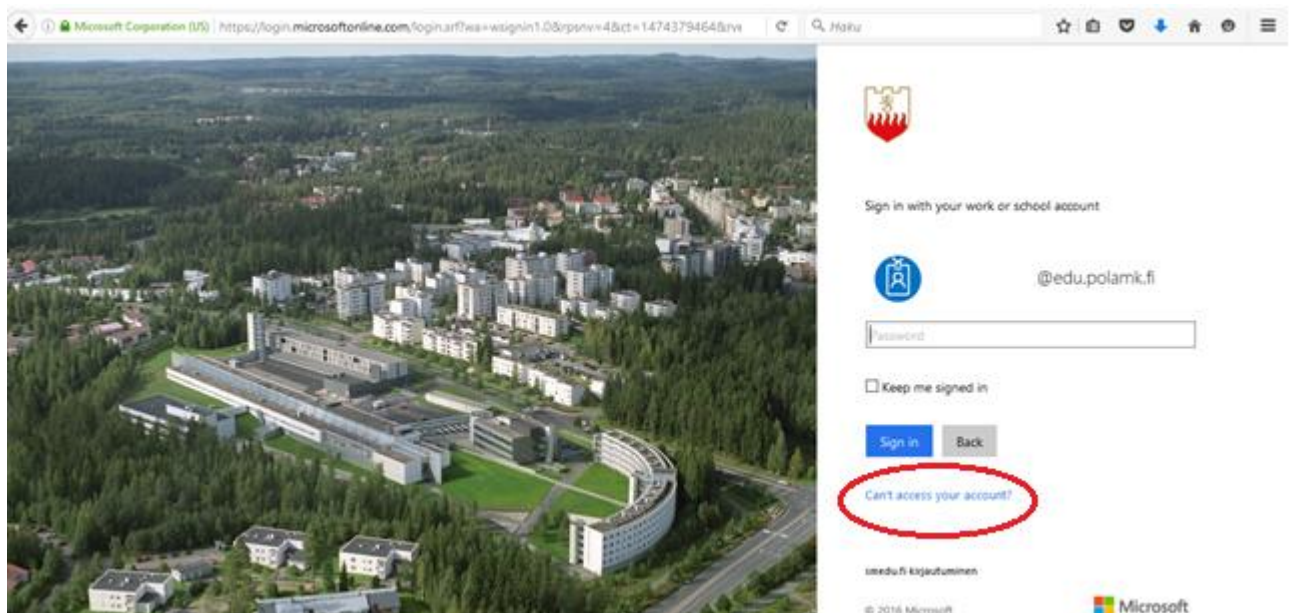 Microsoft Corporation (US) https://login.microsoftonline.com/login.srf?wa=wsignin1.0&rpsnv=4&ct=1474379464&rve Haku
Sign in with your work or school account
@edu.polamk.fi
Password
Keep me signed in
Sign in Back
Can't access your account?
smedu.fi kirjautuminen
© 2016 Microsoft Microsoft